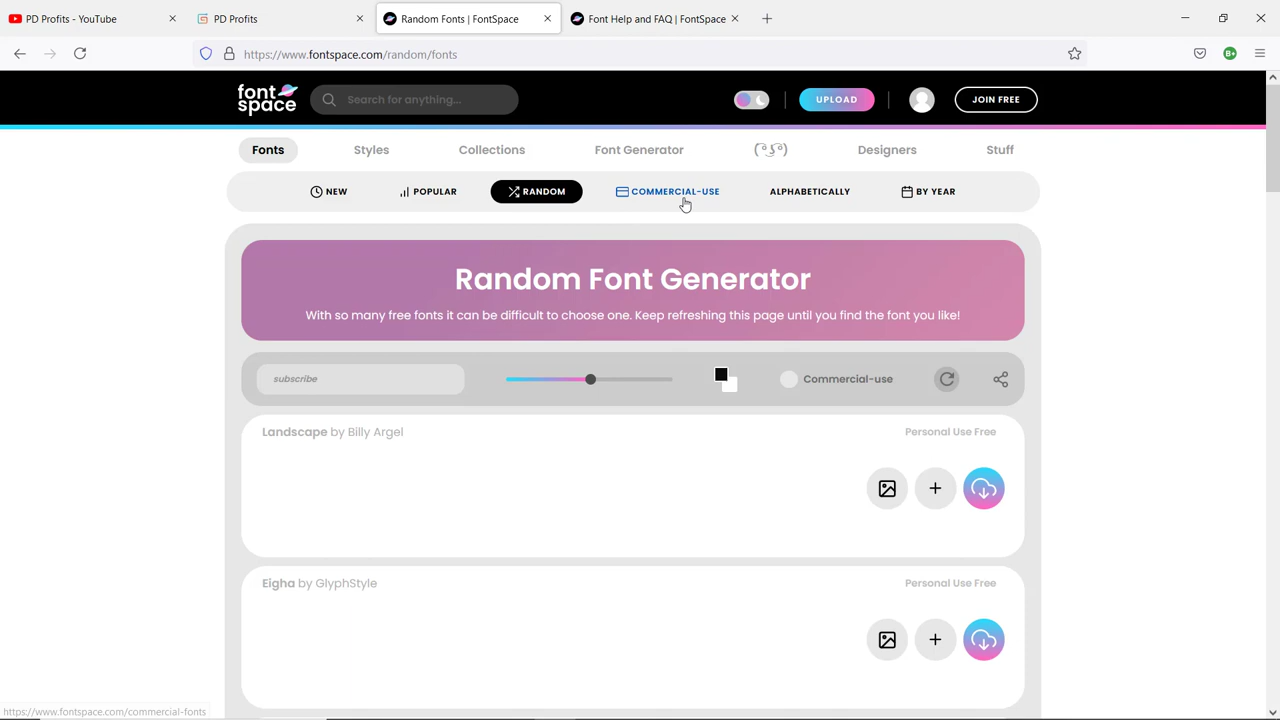 PD Profits - YouTube
PD Profits
Random Fonts | FontSpace
Font Help and FAQ | FontSpace
https://www.fontspace.com/random/fonts
B+
font space
Search for anything...
UPLOAD
JOIN FREE
Fonts
Styles
Collections
Font Generator
( ͡° ͜ʖ ͡°)
Designers
Stuff
NEW
POPULAR
RANDOM
COMMERCIAL-USE
ALPHABETICALLY
BY YEAR
Random Font Generator
With so many free fonts it can be difficult to choose one. Keep refreshing this page until you find the font you like!
subscribe
Commercial-use
Landscape by Billy Argel
Personal Use Free
Eigha by GlyphStyle
Personal Use Free
https://www.fontspace.com/commercial-fonts